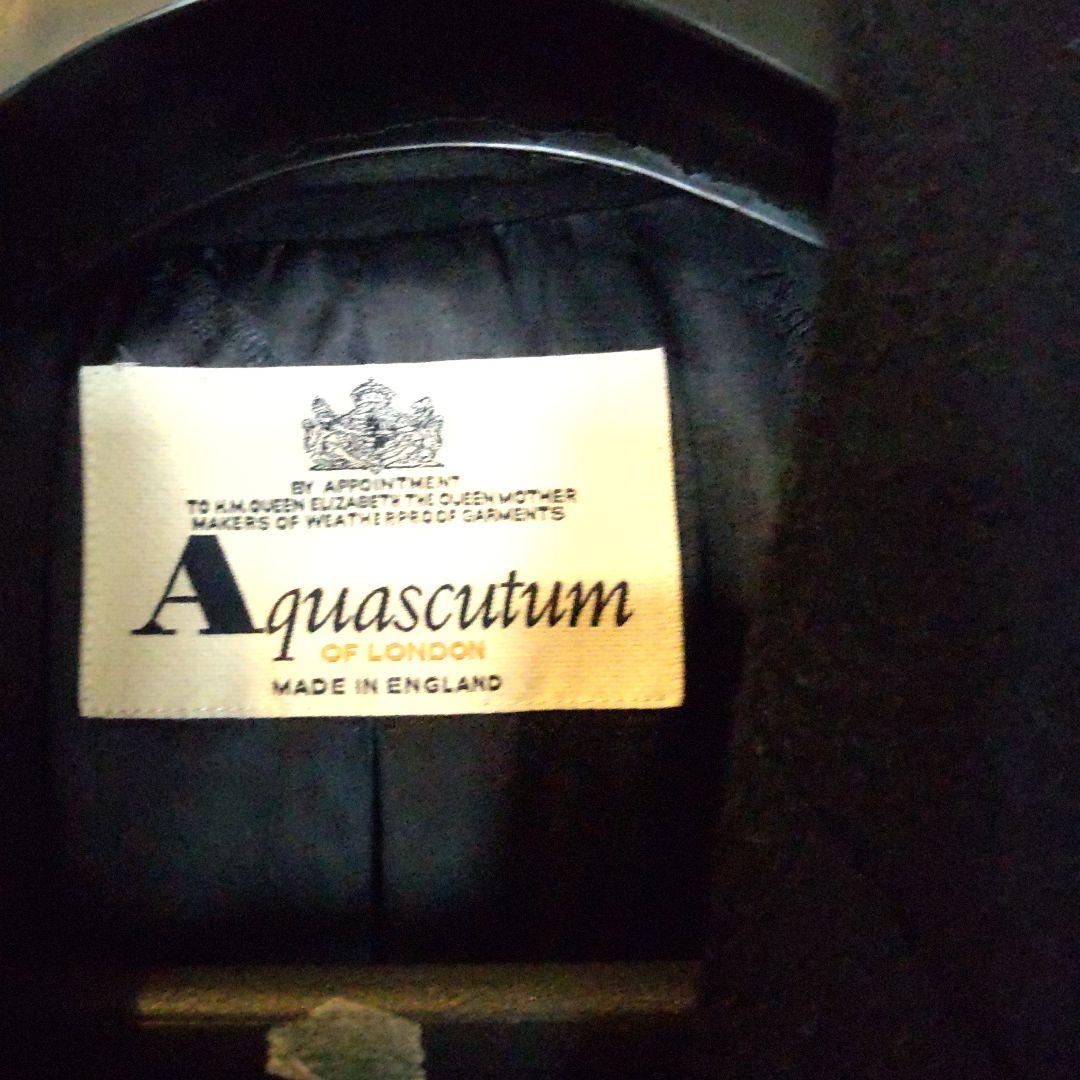 BY APPOINTMENT
TO H.M. QUEEN ELIZABETH THE QUEEN MOTHER
MAKERS OF WEATHERPROOF GARMENTS
Aquascutum
OF LONDON
MADE IN ENGLAND